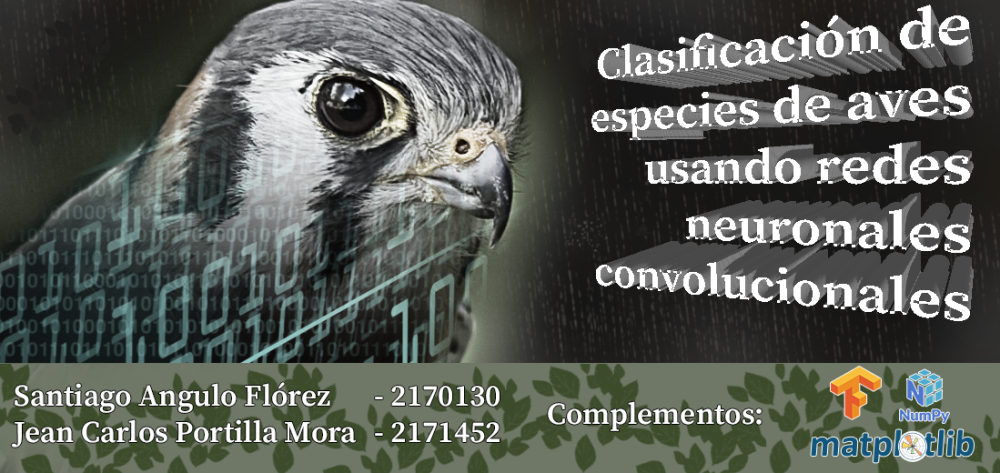 Clasificación de
especies de aves
usando redes
neuronales
convolucionales
Santiago Angulo Flórez - 2170130
Jean Carlos Portilla Mora - 2171452
Complementos:
NumPy
matplotlib